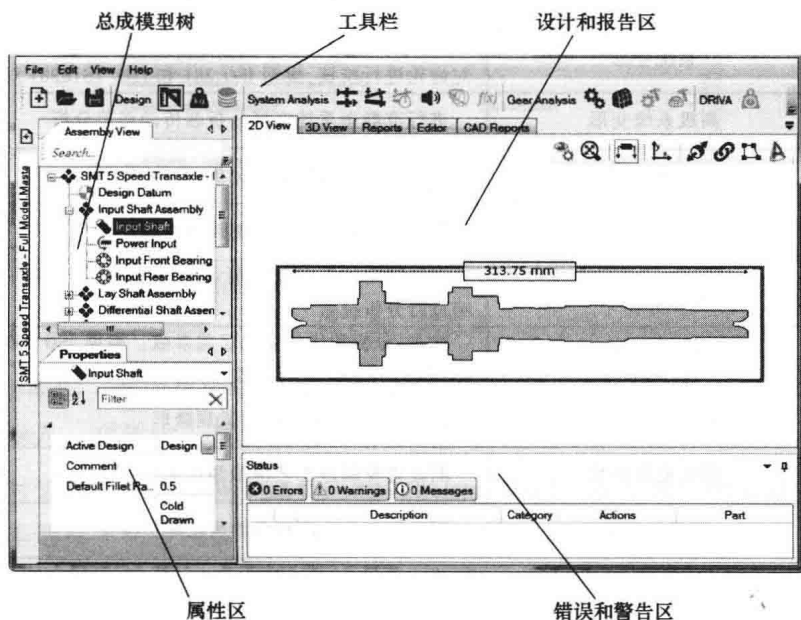 总成模型树 工具栏 设计和报告区
File Edit View Help
Design System Analysis f(x) Gear Analysis DRIVA
Assembly View
Search...
2D View 3D View Reports Editor CAD Reports
SMT 5 Speed Transaxle - Full Model.Maste
SMT 5 Speed Transaxle -
Design Datum
Input Shaft Assembly
Input Shaft
Power Input
Input Front Bearing
Input Rear Bearing
Lay Shaft Assembly
Differential Shaft Assen
313.75 mm
Properties
Input Shaft
Filter
Active Design Design
Comment
Default Fillet Ra.. 0.5
Cold
Drawn
Status
0 Errors 0 Warnings 0 Messages
Description Category Actions Part
属性区 错误和警告区